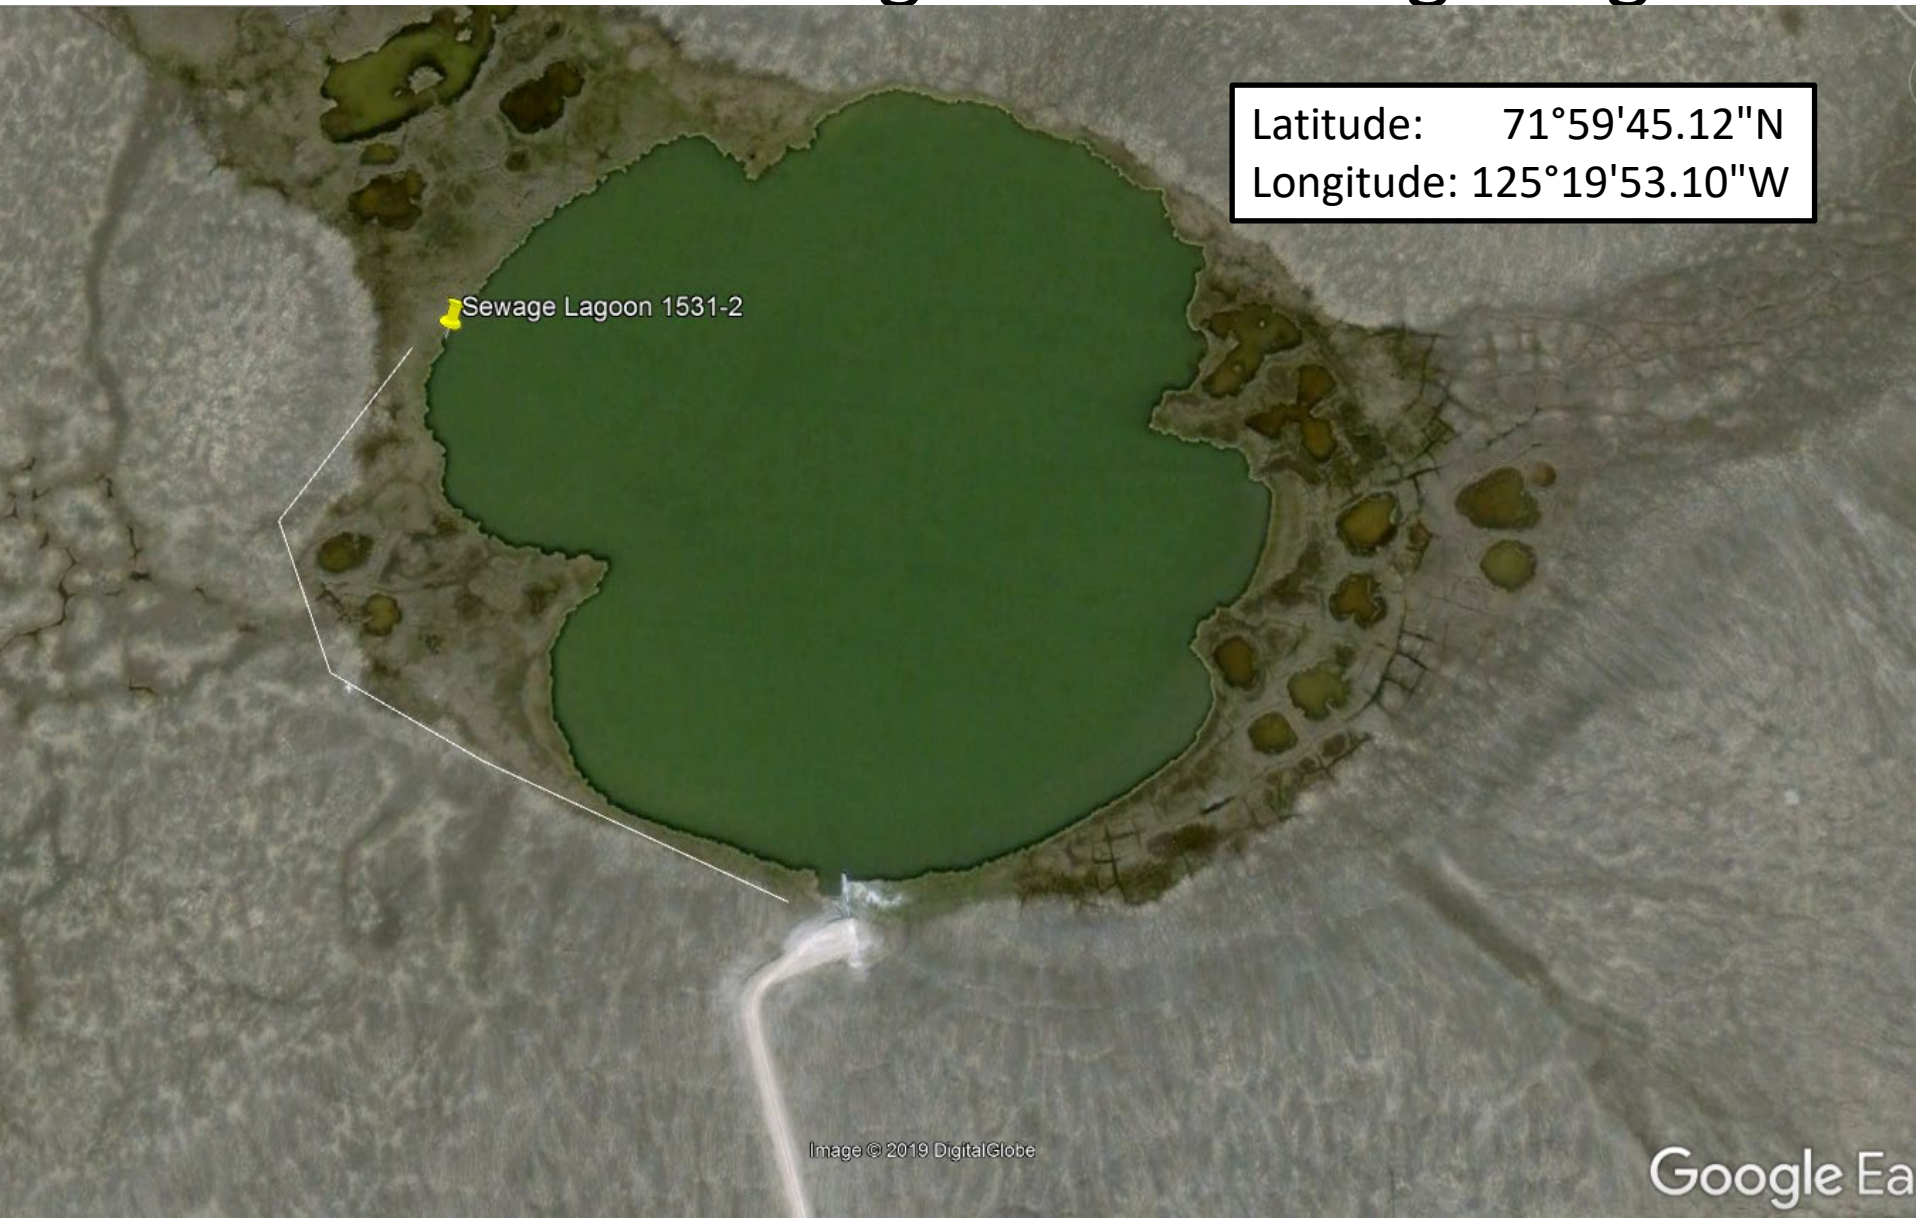 Latitude: 71°59'45.12"N
Longitude: 125°19'53.10"W
Sewage Lagoon 1531-2
Image © 2019 DigitalGlobe
Google Ea